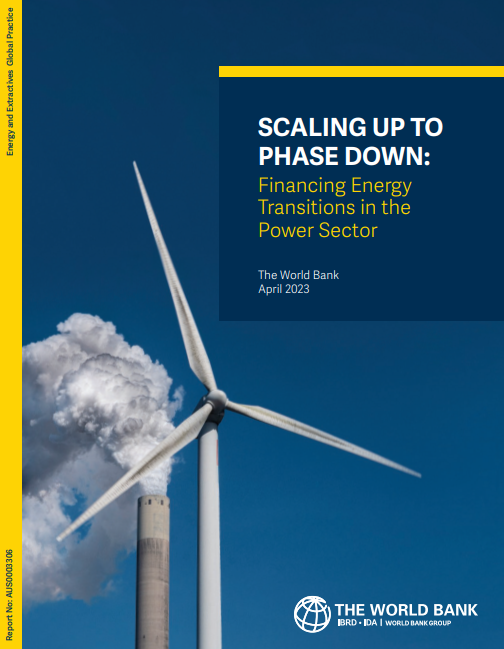 Energy and Extractives Global Practice
SCALING UP TO
PHASE DOWN:
Financing Energy
Transitions in the
Power Sector
The World Bank
April 2023
Report No: AUS0003306
THE WORLD BANK
IBRD • IDA | WORLD BANK GROUP